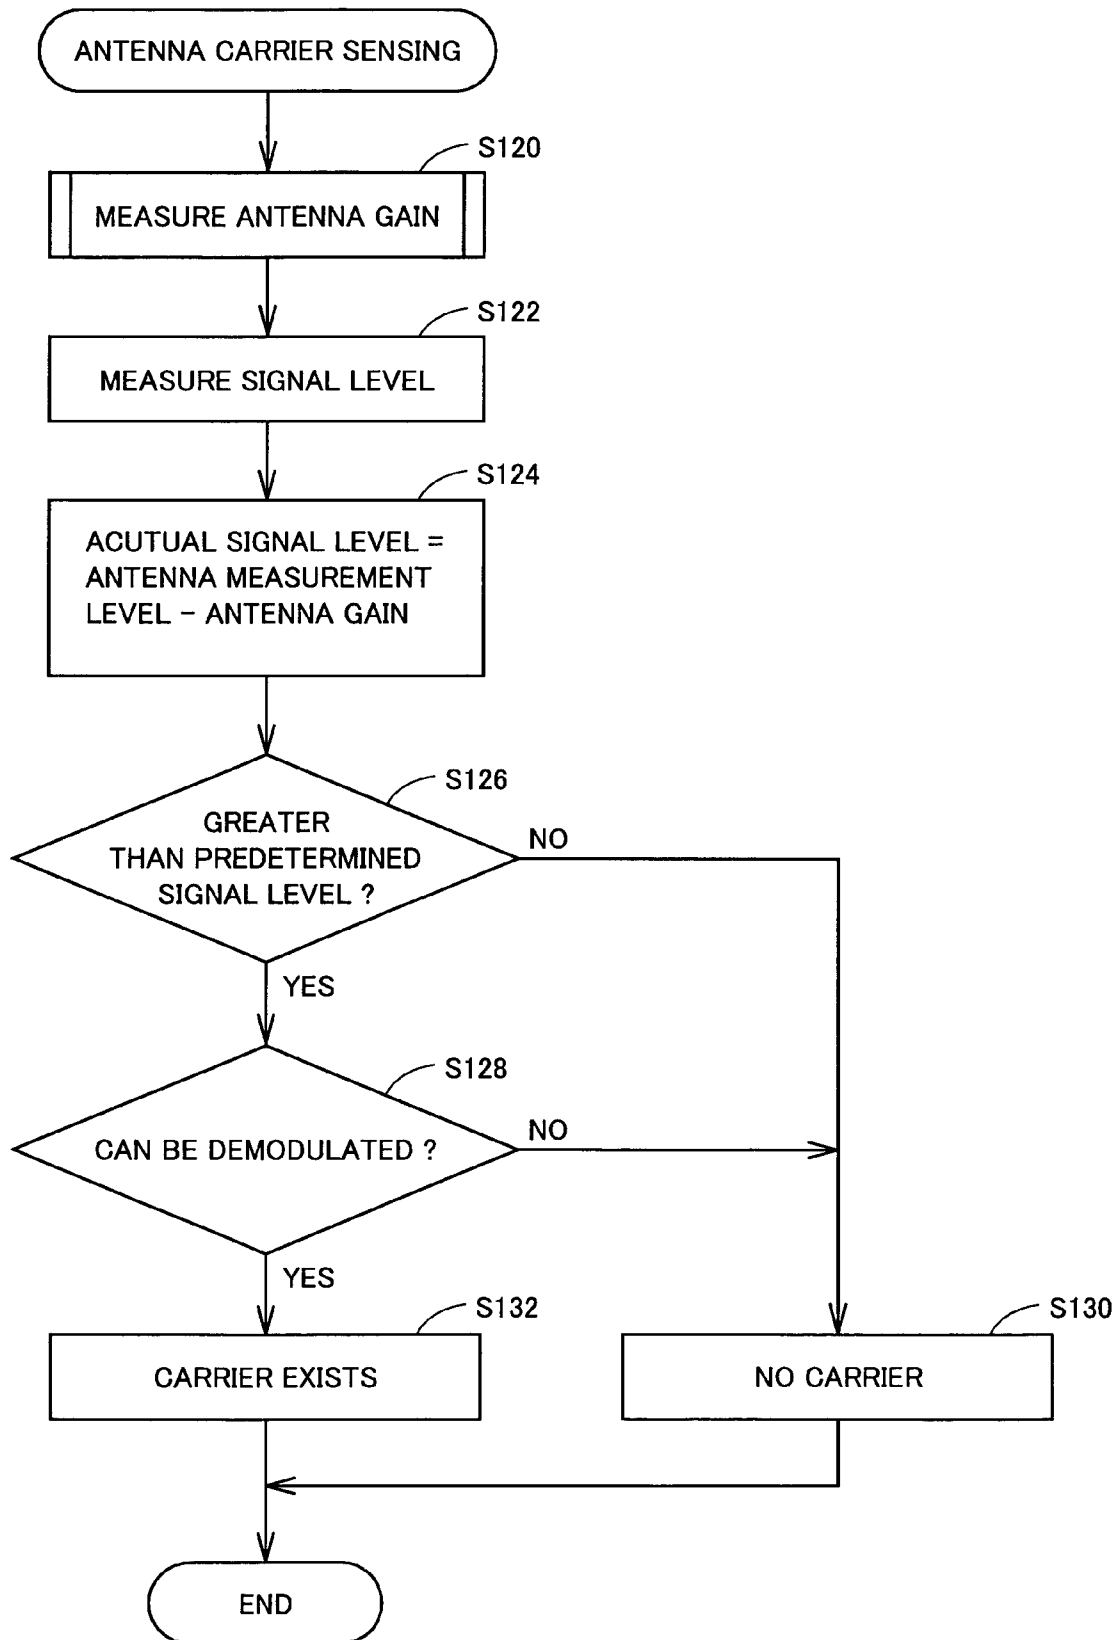 ANTENNA CARRIER SENSING
S120
MEASURE ANTENNA GAIN
S122
MEASURE SIGNAL LEVEL
S124
ACUTUAL SIGNAL LEVEL =
ANTENNA MEASUREMENT
LEVEL - ANTENNA GAIN
S126
GREATER
THAN PREDETERMINED
SIGNAL LEVEL ?
NO
YES
S128
CAN BE DEMODULATED ?
NO
YES
S132
CARRIER EXISTS
S130
NO CARRIER
END